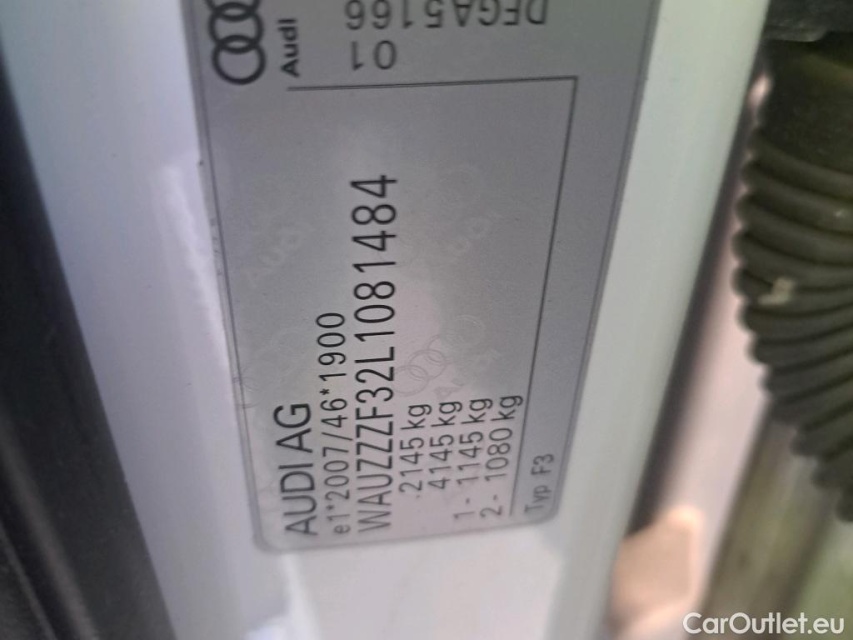 AUDI AG
e1*2007/46*1900
WAUZZZF32L1081484
2145 kg
4145 kg
1- 1145 kg
2- 1080 kg
Typ F3
Audi
01
DFGA5166
CarOutlet.eu